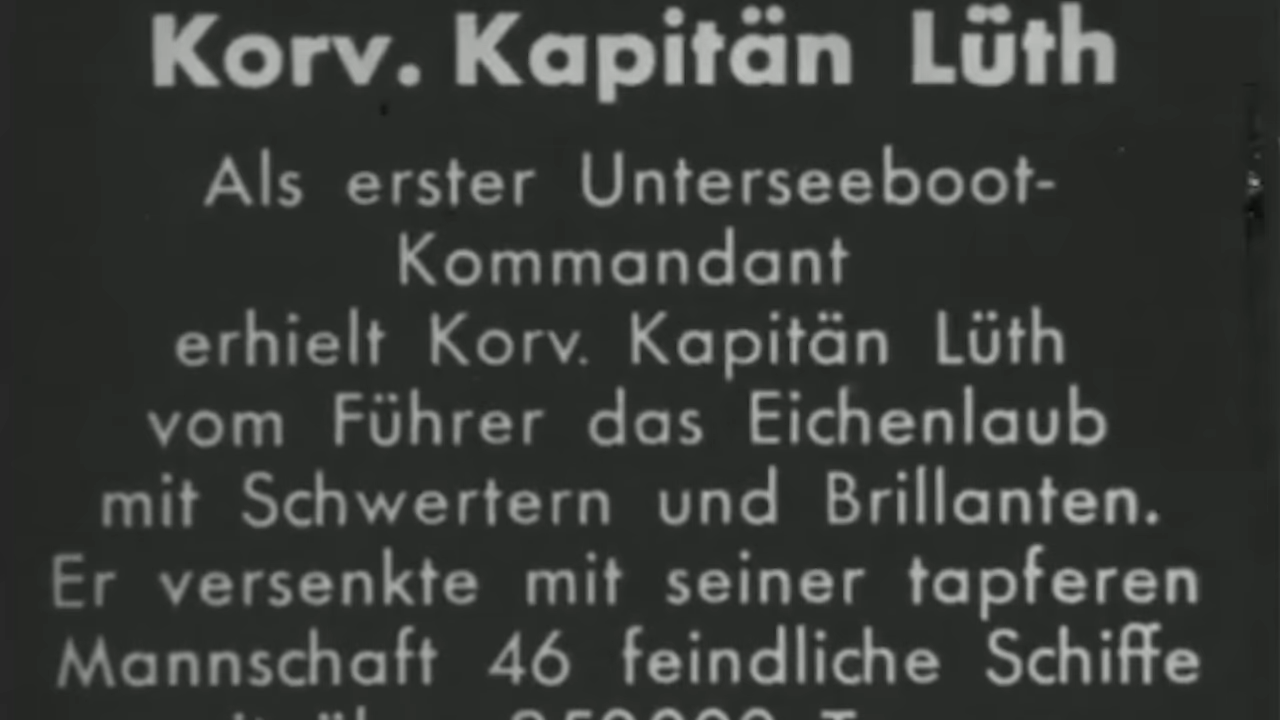 Korv. Kapitän Lüth
Als erster Unterseeboot-
Kommandant
erhielt Korv. Kapitän Lüth
vom Führer das Eichenlaub
mit Schwertern und Brillanten.
Er versenkte mit seiner tapferen
Mannschaft 46 feindliche Schiffe